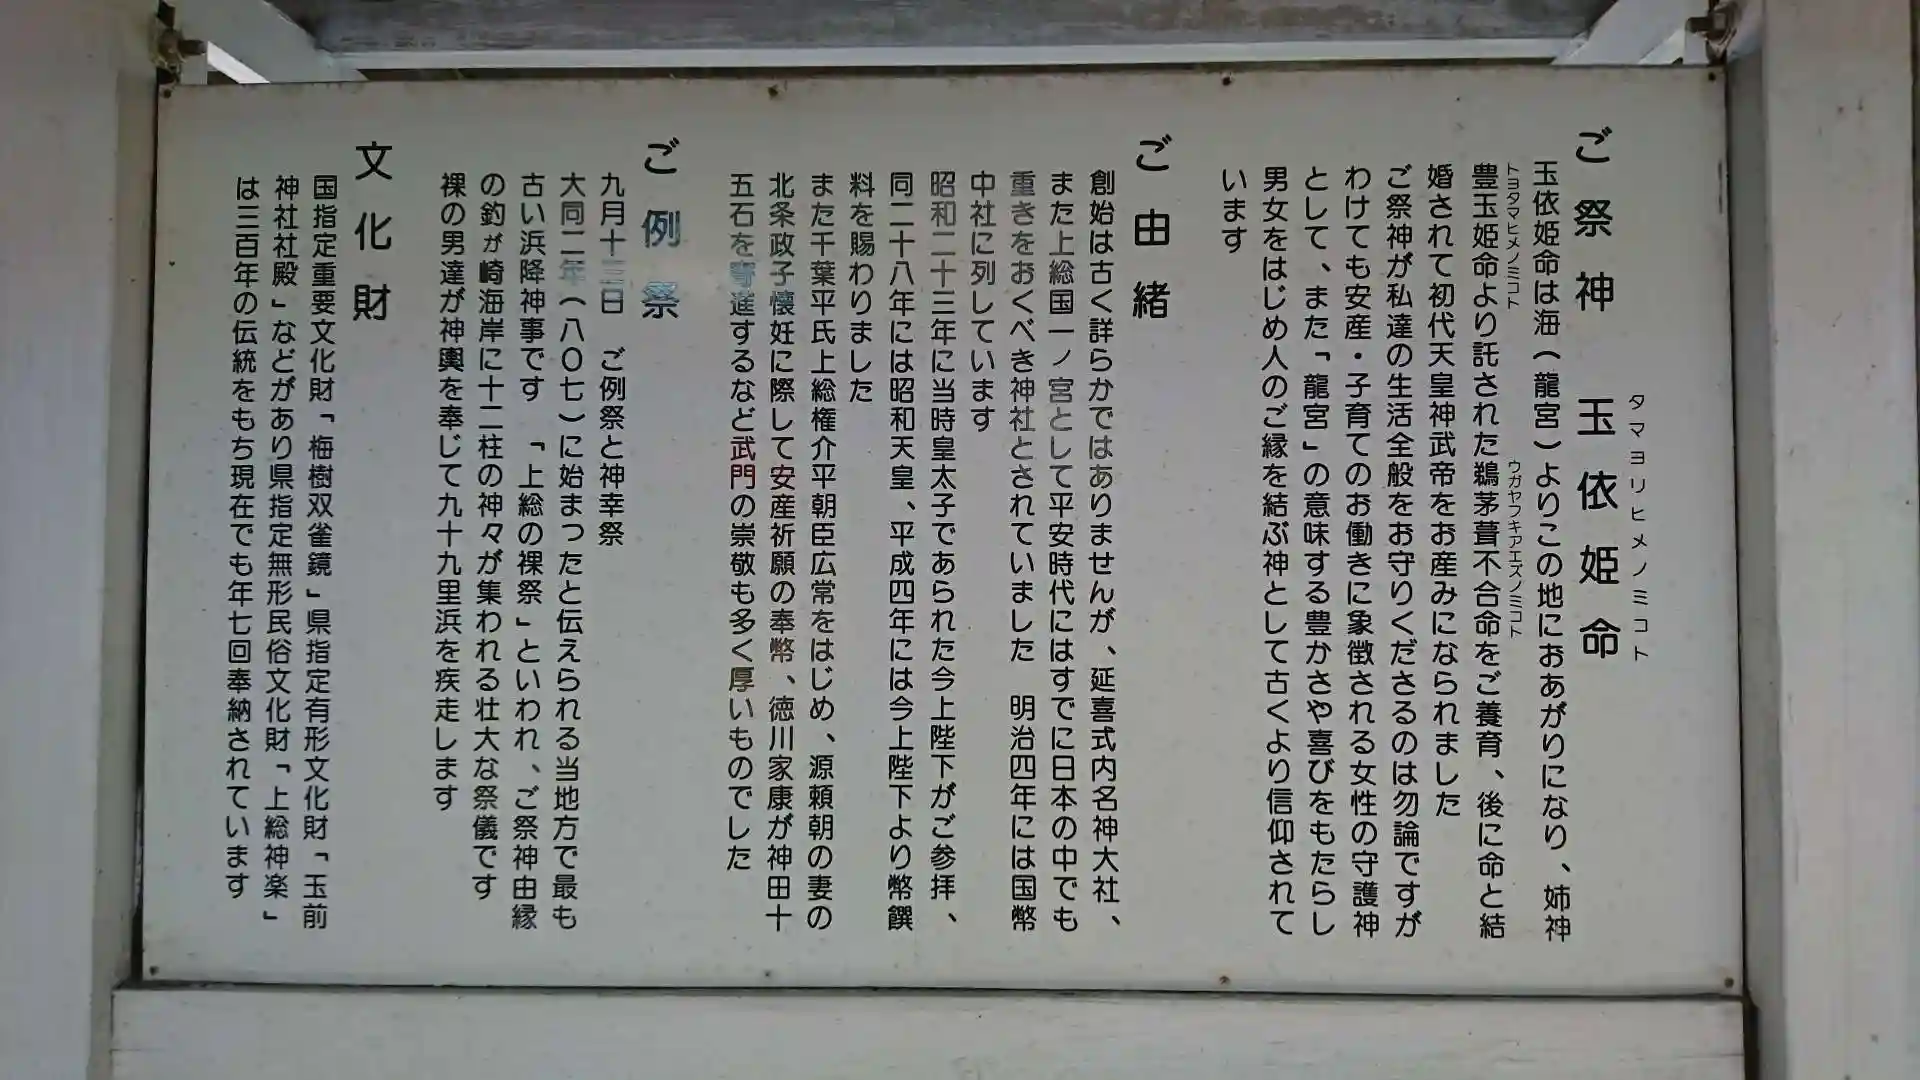 ご祭神　玉依姫命
タマヨリヒメノミコト
玉依姫命は海（龍宮）よりこの地におあがりになり、姉神
豊玉姫命より託された鵜茅葺不合命をご養育、後に命と結
トヨタマヒメノミコト
ウガヤフキアエズノミコト
婚されて初代天皇神武帝をお産みになられました
ご祭神が私達の生活全般をお守りくださるのは勿論ですが
わけても安産・子育てのお働きに象徴される女性の守護神
として、また「龍宮」の意味する豊かさや喜びをもたらし
男女をはじめ人のご縁を結ぶ神として古くより信仰されて
います
ご由緒
創始は古く詳らかではありませんが、延喜式内名神大社、
また上総国一ノ宮として平安時代にはすでに日本の中でも
重きをおくべき神社とされていました　明治四年には国幣
中社に列しています
昭和二十三年に当時皇太子であられた今上陛下がご参拝、
同二十八年には昭和天皇、平成四年には今上陛下より幣饌
料を賜わりました
また千葉平氏上総権介平朝臣広常をはじめ、源頼朝の妻の
北条政子懐妊に際して安産祈願の奉幣、徳川家康が神田十
五石を寄進するなど武門の崇敬も多く厚いものでした
ご例祭
九月十三日　ご例祭と神幸祭
大同二年（八〇七）に始まったと伝えられる当地方で最も
古い浜降神事です　「上総の裸祭」といわれ、ご祭神由縁
の釣ガ崎海岸に十二柱の神々が集われる壮大な祭儀です
裸の男達が神輿を奉じて九十九里浜を疾走します
文化財
国指定重要文化財「梅樹双雀鏡」県指定有形文化財「玉前
神社社殿」などがあり県指定無形民俗文化財「上総神楽」
は三百年の伝統をもち現在でも年七回奉納されています